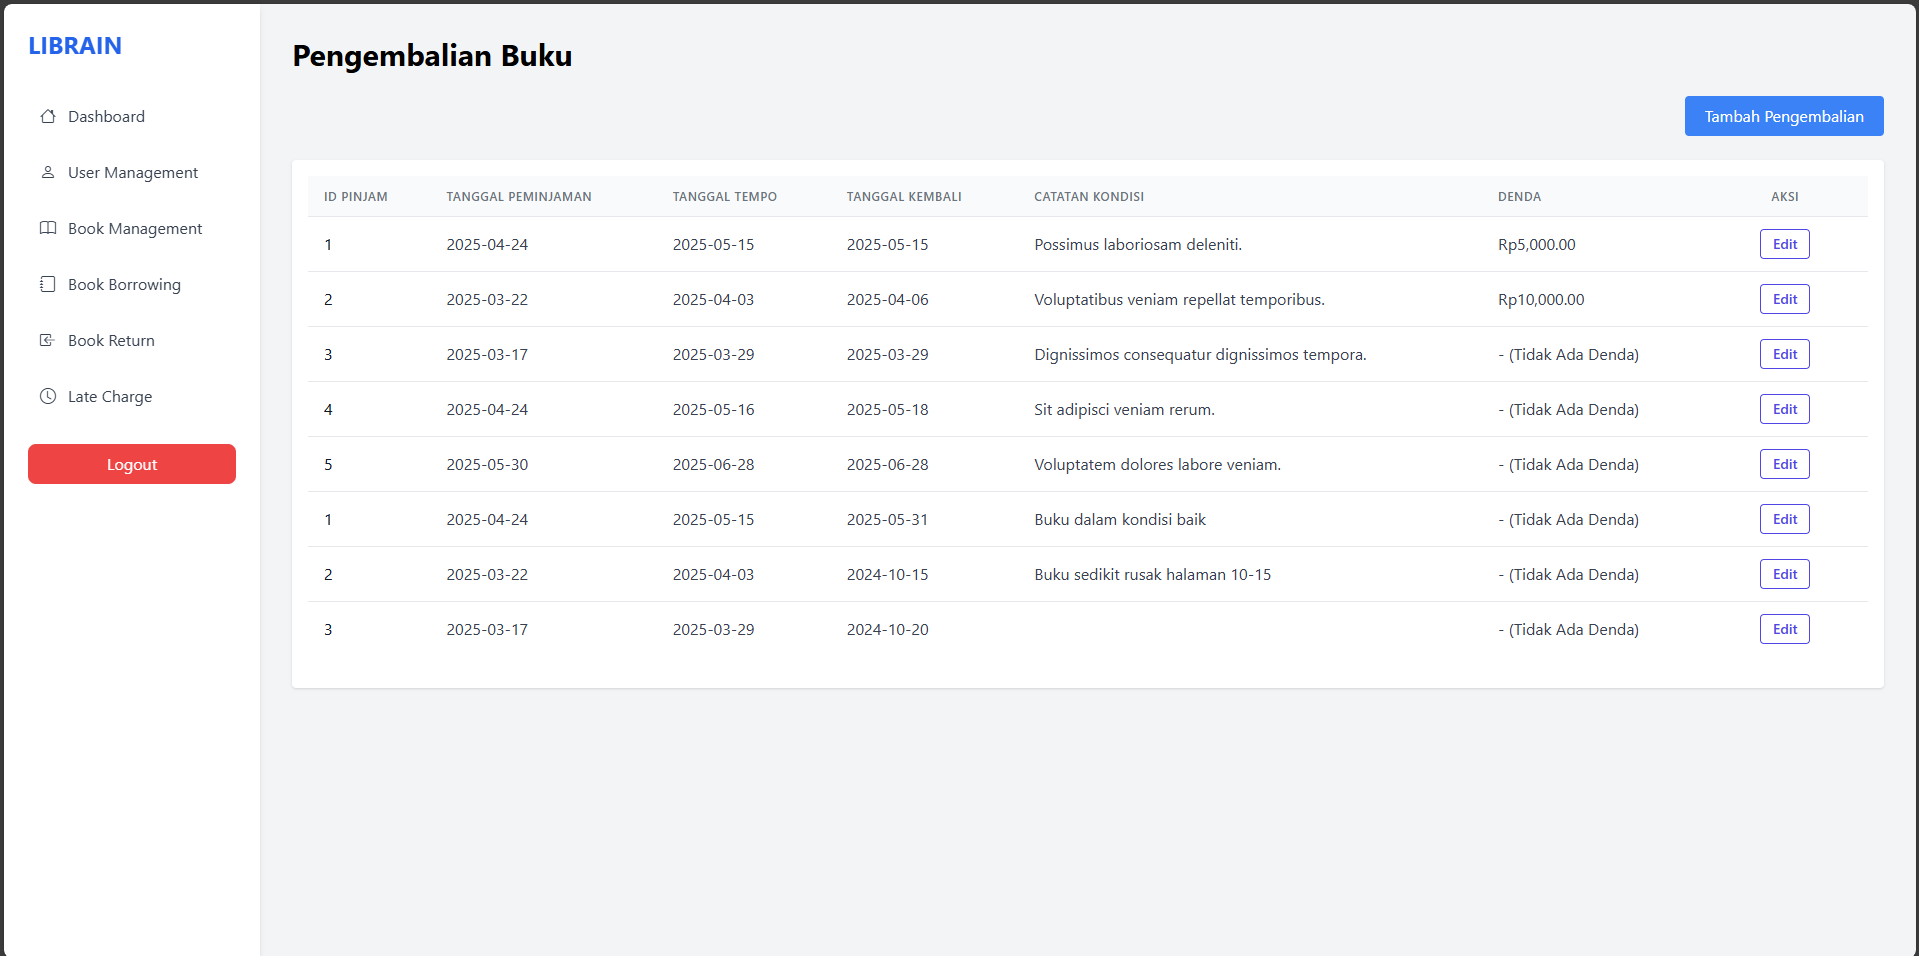 LIBRAIN
Dashboard
User Management
Book Management
Book Borrowing
Book Return
Late Charge
Logout
Pengembalian Buku
Tambah Pengembalian
ID PINJAM TANGGAL PEMINJAMAN TANGGAL TEMPO TANGGAL KEMBALI CATATAN KONDISI DENDA AKSI
1 2025-04-24 2025-05-15 2025-05-15 Possimus laboriosam deleniti. Rp5,000.00 Edit
2 2025-03-22 2025-04-03 2025-04-06 Voluptatibus veniam repellat temporibus. Rp10,000.00 Edit
3 2025-03-17 2025-03-29 2025-03-29 Dignissimos consequatur dignissimos tempora. - (Tidak Ada Denda) Edit
4 2025-04-24 2025-05-16 2025-05-18 Sit adipisci veniam rerum. - (Tidak Ada Denda) Edit
5 2025-05-30 2025-06-28 2025-06-28 Voluptatem dolores labore veniam. - (Tidak Ada Denda) Edit
1 2025-04-24 2025-05-15 2025-05-31 Buku dalam kondisi baik - (Tidak Ada Denda) Edit
2 2025-03-22 2025-04-03 2024-10-15 Buku sedikit rusak halaman 10-15 - (Tidak Ada Denda) Edit
3 2025-03-17 2025-03-29 2024-10-20 - (Tidak Ada Denda) Edit